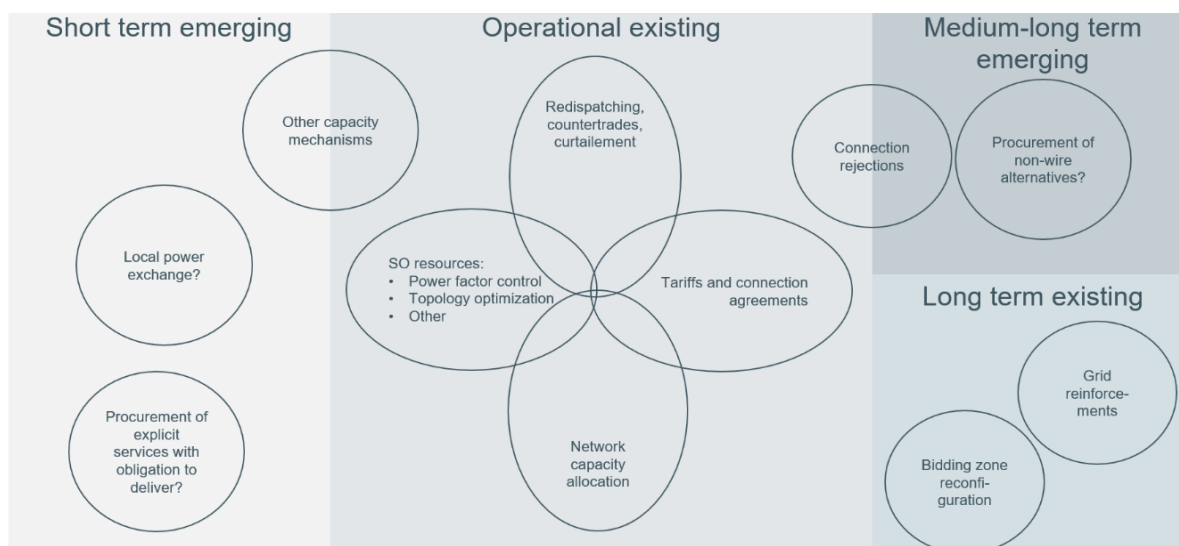 Short term emerging
Operational existing
Medium-long term
emerging
Other capacity
mechanisms
Redispatching,
countertrades,
curtailement
Connection
rejections
Procurement of
non-wire
alternatives?
Local power
exchange?
SO resources:
• Power factor control
• Topology optimization
• Other
Tariffs and connection
agreements
Long term existing
Procurement of
explicit
services with
obligation to
deliver?
Network
capacity
allocation
Grid
reinforce-
ments
Bidding zone
reconfi-
guration